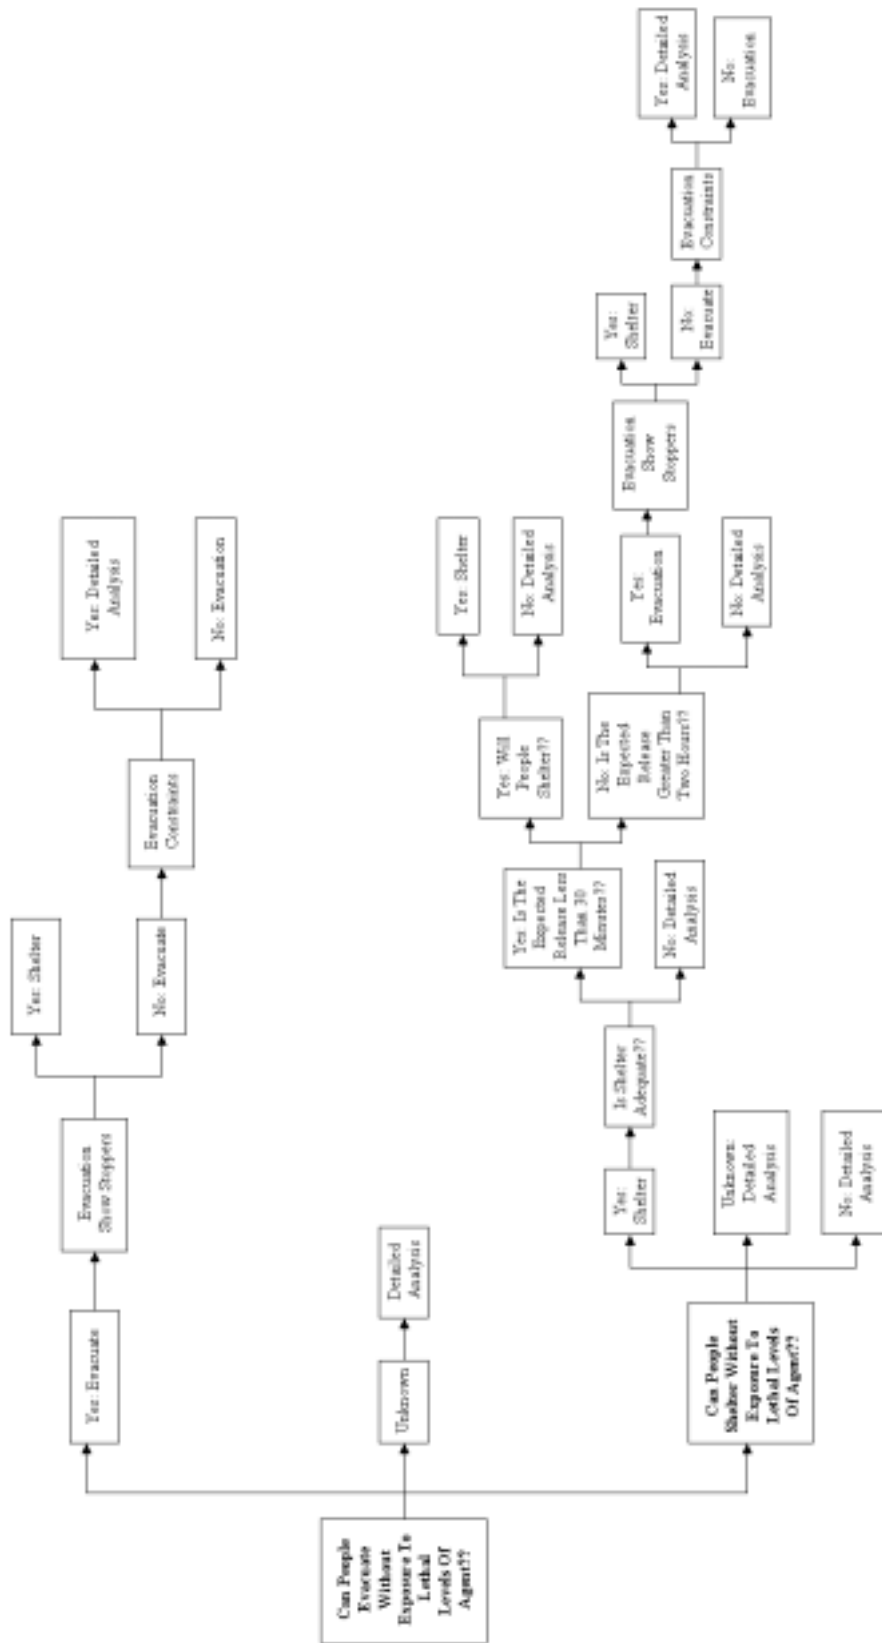 Can People
Evacuate
Without
Exposure To
Lethal
Levels Of
Agent??
Yes: Evacuate
Evacuation
Show Stoppers
Yes: Shelter
No: Evacuate
Evacuation
Constraints
Yes: Detailed
Analysis
No: Evacuation
Unknown
Detailed
Analysis
Can People
Shelter Without
Exposure To
Lethal Levels
Of Agent??
Yes:
Shelter
Unknown:
Detailed
Analysis
No: Detailed
Analysis
Is Shelter
Adequate??
Yes: Is The
Expected
Release Less
Than 30
Minutes??
No: Detailed
Analysis
Yes: Will
People
Shelter??
No: Is The
Expected
Release
Greater Than
Two Hours??
Yes: Shelter
No: Detailed
Analysis
Yes:
Evacuation
No: Detailed
Analysis
Evacuation
Show
Stoppers
Yes:
Shelter
No:
Evacuate
Evacuation
Constraints
Yes: Detailed
Analysis
No:
Evacuation